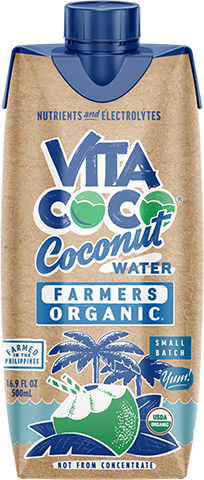 NUTRIENTS and ELECTROLYTES
VITA
COCO®
Coconut
WATER
FARMERS
ORGANIC.
FARMED
IN THE
PHILIPPINES
SMALL
BATCH
Yum!
16.9 FL OZ
500mL
USDA
ORGANIC
NOT FROM CONCENTRATE